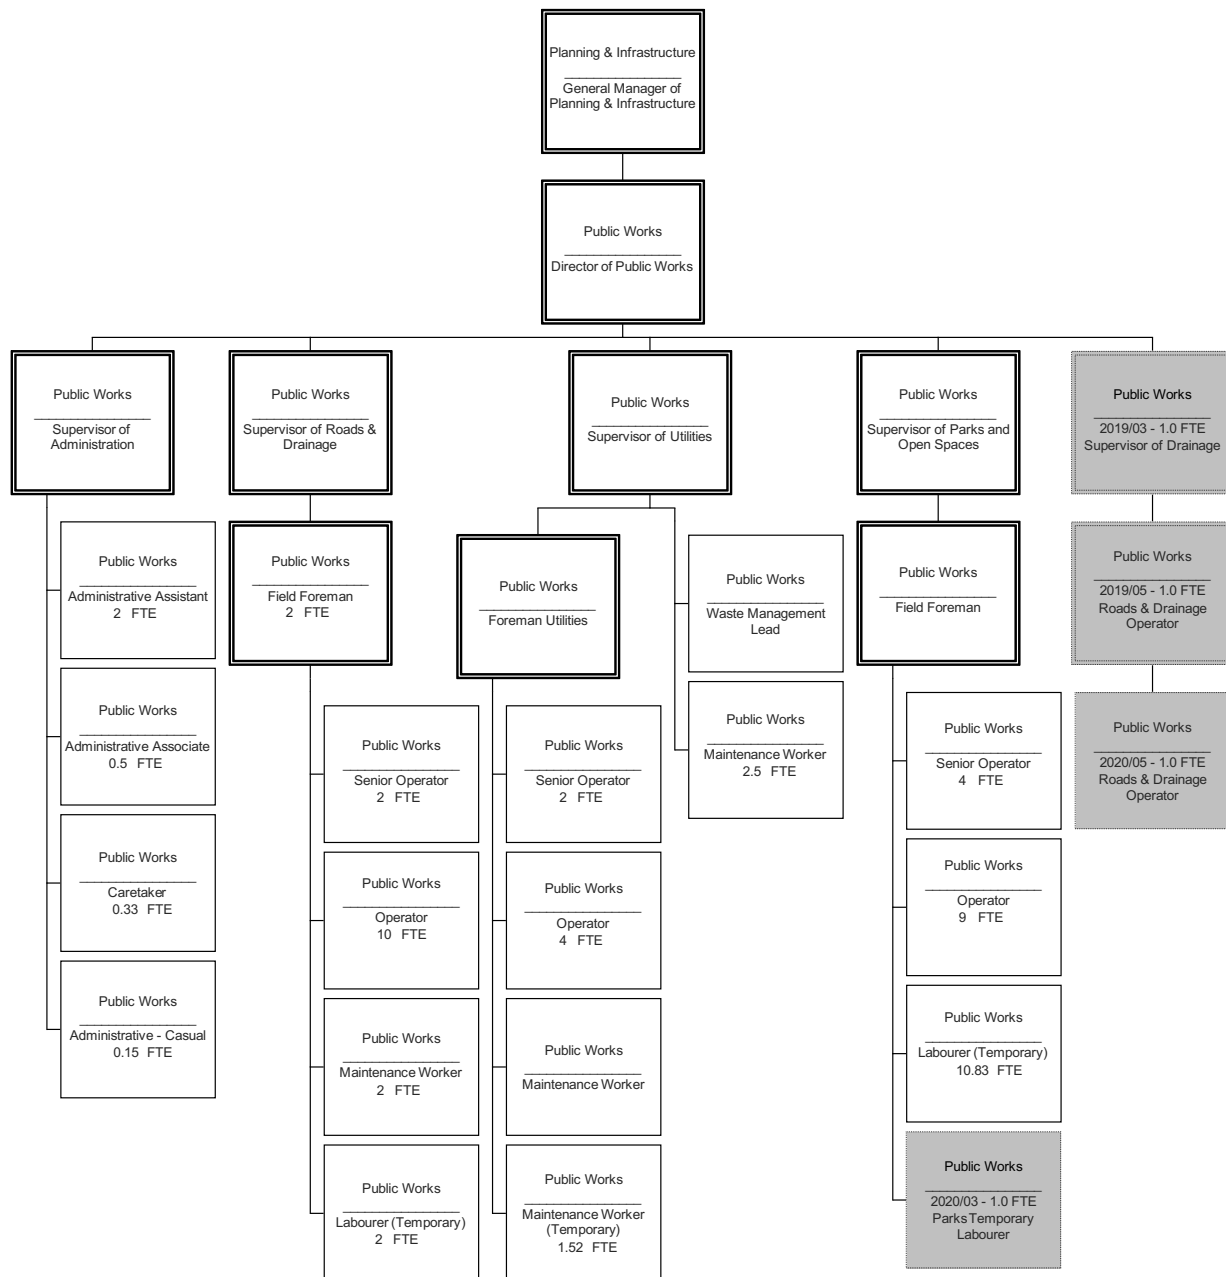 Planning & Infrastructure
General Manager of
Planning & Infrastructure
Public Works
Director of Public Works
Public Works
Supervisor of
Administration
Public Works
Supervisor of Roads &
Drainage
Public Works
Supervisor of Utilities
Public Works
Supervisor of Parks and
Open Spaces
Public Works
2019/03 - 1.0 FTE
Supervisor of Drainage
Public Works
Administrative Assistant
2 FTE
Public Works
Administrative Associate
0.5 FTE
Public Works
Caretaker
0.33 FTE
Public Works
Administrative - Casual
0.15 FTE
Public Works
Field Foreman
2 FTE
Public Works
Senior Operator
2 FTE
Public Works
Operator
10 FTE
Public Works
Maintenance Worker
2 FTE
Public Works
Labourer (Temporary)
2 FTE
Public Works
Foreman Utilities
Public Works
Senior Operator
2 FTE
Public Works
Operator
4 FTE
Public Works
Maintenance Worker
Public Works
Maintenance Worker
(Temporary)
1.52 FTE
Public Works
Waste Management
Lead
Public Works
Maintenance Worker
2.5 FTE
Public Works
Field Foreman
Public Works
Senior Operator
4 FTE
Public Works
Operator
9 FTE
Public Works
Labourer (Temporary)
10.83 FTE
Public Works
2020/03 - 1.0 FTE
Parks Temporary
Labourer
Public Works
2019/05 - 1.0 FTE
Roads & Drainage
Operator
Public Works
2020/05 - 1.0 FTE
Roads & Drainage
Operator